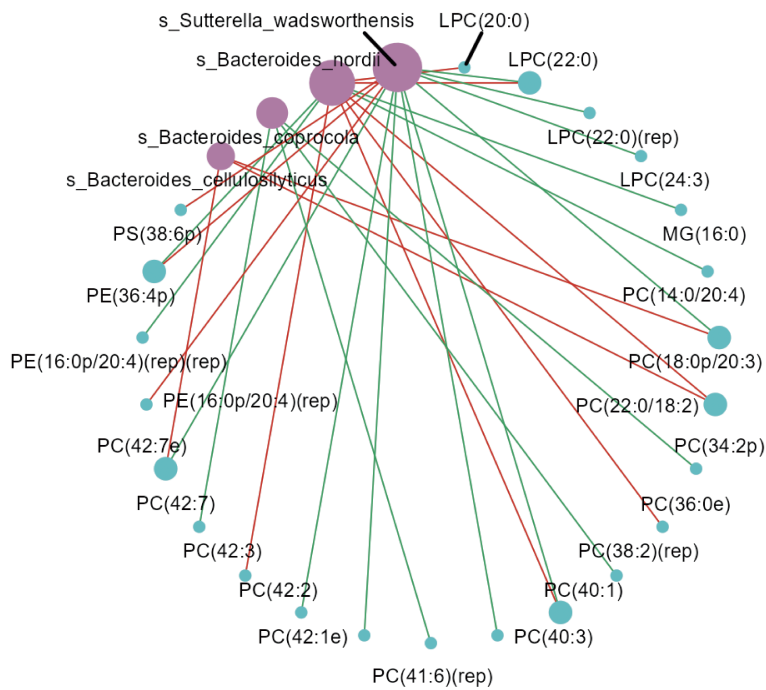 s_Sutterella_wadsworthensis
LPC(20:0)
s_Bacteroides_nordii
LPC(22:0)
s_Bacteroides_coprocola
LPC(22:0)(rep)
s_Bacteroides_cellulosilyticus
LPC(24:3)
PS(38:6p)
MG(16:0)
PE(36:4p)
PC(14:0/20:4)
PE(16:0p/20:4)(rep)(rep)
PC(18:0p/20:3)
PE(16:0p/20:4)(rep)
PC(22:0/18:2)
PC(42:7e)
PC(34:2p)
PC(42:7)
PC(36:0e)
PC(42:3)
PC(38:2)(rep)
PC(42:2)
PC(40:1)
PC(42:1e)
PC(40:3)
PC(41:6)(rep)